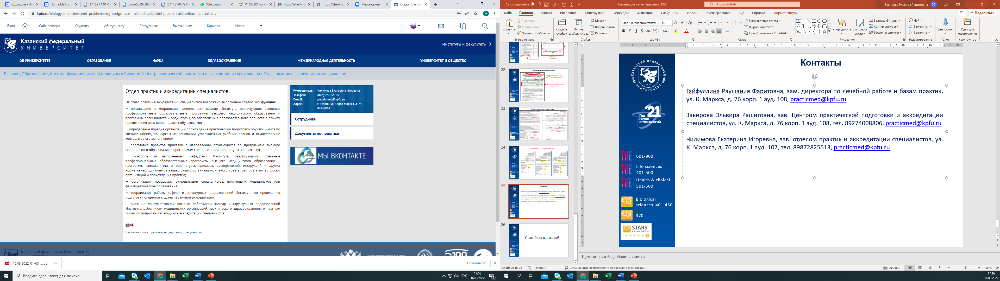 Входящие - По
Почта Mail.ru
1.1.2.97.1.01-15
согл-5009789-2
0.1.1.81-04/215
WhatsApp
ФГОС ВО по на
https://shelly.kp
https://shelly.kp
Мессенджер
Отдел практик
kpfu.ru/biology-medicine/centr-prakticheskoj-podgotovki-i-akkreditacii/otdel-praktik-i-akkreditacii-specialistov
Вход
Сайт ректора
Студенту
Абитуриенту
Сотруднику
Выпускнику
Карьера
Музеи
Казанский федеральный
УНИВЕРСИТЕТ
Институты и факультеты
ОБ УНИВЕРСИТЕТЕ
ОБРАЗОВАНИЕ
НАУКА
ЗДРАВООХРАНЕНИЕ
МЕЖДУНАРОДНАЯ ДЕЯТЕЛЬНОСТЬ
УНИВЕРСИТЕТ И ОБЩЕСТВО
Главная \ Образование \ Институт фундаментальной медицины и биологии \ Центр практической подготовки и аккредитации специалистов \ Отдел практик и аккредитации специалистов
Отдел практик и аккредитации специалистов
На отдел практик и аккредитации специалистов возложено выполнение следующих функций:
− организация и координация деятельности кафедр Института, реализующих основные
профессиональные образовательные программы высшего медицинского образования –
программы специалитета и ординатуры, по обеспечению образовательного процесса в рамках
прохождения всех видов практик обучающимися;
− определение порядка организации прохождения практической подготовки обучающимися по
специальностям, по курсам на основании утвержденных учебных планов и осуществление
контроля за его выполнением;
− подготовка проектов приказов о направлении обучающихся по программам высшего
медицинского образования – программам специалитета и ординатуры на практику;
− контроль за выполнением кафедрами Института, реализующими основные
профессиональные образовательные программы высшего медицинского образования –
программы специалитета и ординатуры, приказов, распоряжений, инструкций и других
нормативных документов вышестоящих организаций, ученого совета, ректората по вопросам
организаций и прохождения практик;
− организация процедуры аккредитации специалистов, получивших медицинское или
фармацевтическое образование;
− координация работы кафедр и структурных подразделений Института по проведению
подготовки студентов к сдаче первичной аккредитации;
− оказание консультативной помощи работникам кафедр и структурных подразделений
Института, работникам медицинских организаций практического здравоохранения и частным
лицам по вопросам, касающимся аккредитации специалистов.
Ключевые слова: практика, аккредитация, консультация
Руководитель: Чилимова Екатерина Игоревна
Телефон: (843) 236-51-09
E-mail: practicmed@kpfu.ru
Адрес: г. Казань, ул. Карла Маркса, д. 74,
каб. 108а
Сотрудники
Документы по практике
МЫ ВКОНТАКТЕ
Казанский федеральный университет
16.03.2022_01-03_....pdf
Показать все
Введите здесь текст для поиска
РУС
17:16
16.03.2022
Автосохранение
Презентация летняя практика_2022
Поиск (Alt+Ы)
Закирова Эльвира Рашитовна
ЗЭ
Файл
Главная
Вставка
Рисование
Конструктор
Переходы
Анимация
Слайд-шоу
Запись
Рецензирование
Вид
Справка
Формат фигуры
Поделиться
Вставить
Вырезать
Копировать
Формат по образцу
Буфер обмена
Создать
слайд
Исп-ть
слайды снова
Макет
Восстановить
Раздел
Слайды
Calibri (Основной текст)
14
Шрифт
Направление текста
Выровнять текст
Преобразовать в SmartArt
Абзац
Упорядочить
Экспресс-
стили
Заливка фигуры
Контур фигуры
Эффекты фигуры
Рисование
Найти
Заменить
Выделить
Редактирование
Диктофон
Голос
Идеи для
оформления
Конструктор
22
23
24
25
26
Спасибо за внимание!
КАЗАНСКИЙ ФЕДЕРАЛЬНЫЙ УНИВЕРСИТЕТ
1804
Год
науки
и технологий
21
THE 601-800
THE Life sciences
401-500
THE Health & clinical
501-600
QS Biological
sciences 401-450
QS 370
QS STARS
RATING SYSTEM
Контакты
Гайфуллина Раушания Фаритовна, зам. директора по лечебной работе и базам практик,
ул. К. Маркса, д. 76 корп. 1 ауд. 108, practicmed@kpfu.ru
Закирова Эльвира Рашитовна, зав. Центром практической подготовки и аккредитации
специалистов, ул. К. Маркса, д. 76 корп. 1 ауд. 108, тел. 89274008806, practicmed@kpfu.ru
Чилимова Екатерина Игоревна, зав. отделом практик и аккредитации специалистов, ул.
К. Маркса, д. 76 корп. 1 ауд. 107, тел. 89872825513, practicmed@kpfu.ru
Щелкните, чтобы добавить заметки
Слайд 25 из 26
русский
Специальные возможности: проверьте рекомендации
Заметки
138 %
17:16
16.03.2022